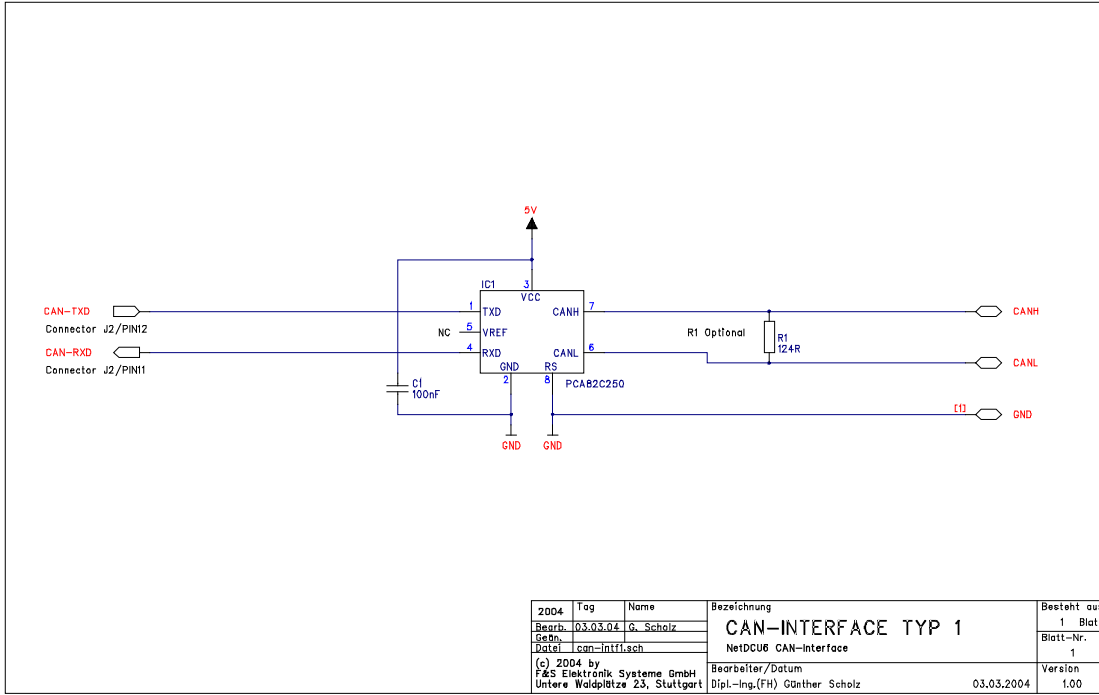 5V
IC1
3
VCC
CAN-TXD
1
TXD
CANH
7
CANH
Connector J2/PIN12
NC
5
VREF
R1 Optional
R1
124R
CAN-RXD
4
RXD
CANL
6
CANL
Connector J2/PIN11
GND
RS
2
8
PCA82C250
C1
100nF
[1]
GND
GND
GND
2004 Tag Name
Bearb. 03.03.04 G. Scholz
Geän.
Datei can-intf1.sch
(c) 2004 by
F&S Elektronik Systeme GmbH
Untere Waldplätze 23, Stuttgart
Bezeichnung
CAN-INTERFACE TYP 1
NetDCU6 CAN-Interface
Bearbeiter/Datum
Dipl.-Ing.(FH) Günther Scholz 03.03.2004
Besteht aus
1 Blat
Blatt-Nr.
1
Version
1.00